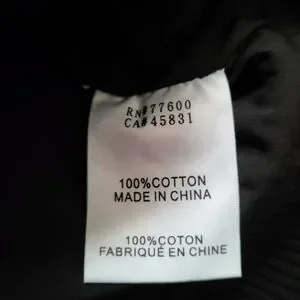 RN#77600
CA#45831
100%COTTON
MADE IN CHINA
100%COTON
FABRIQUÉ EN CHINE